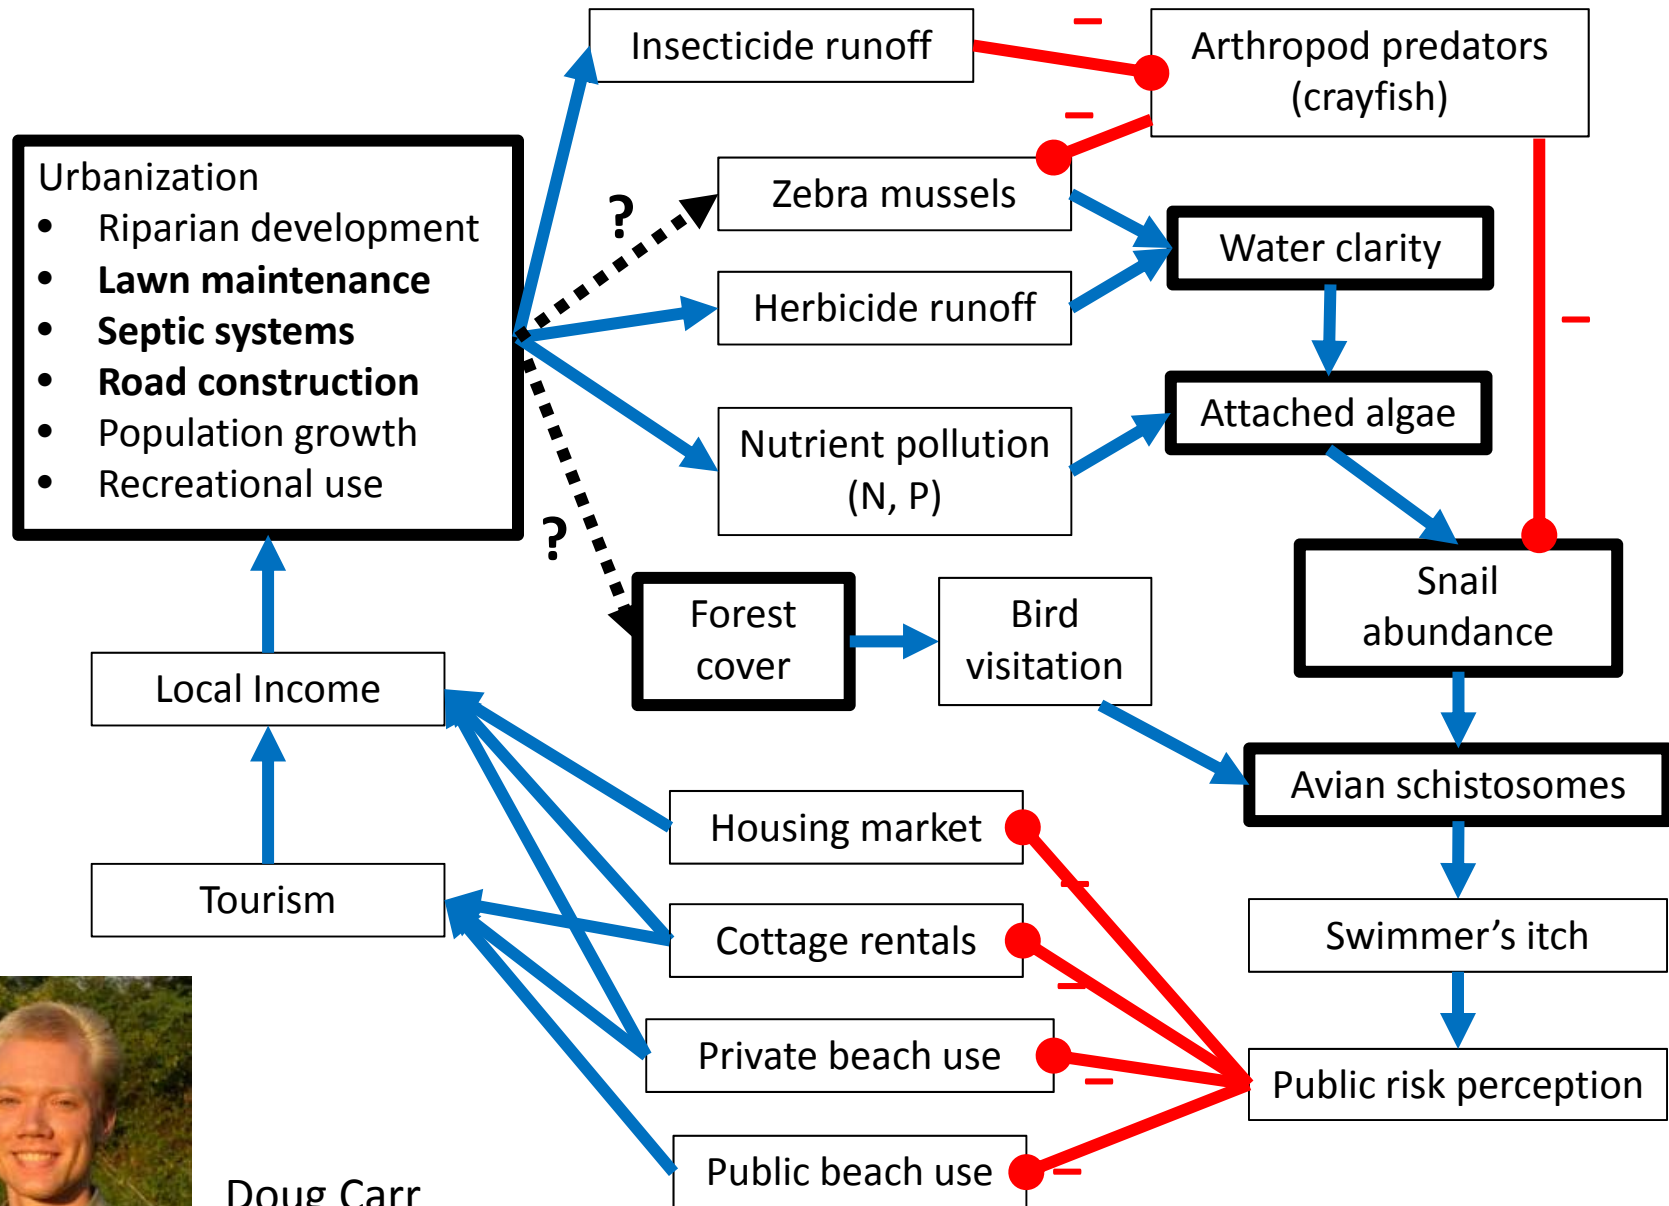 Insecticide runoff
–
Arthropod predators
(crayfish)
–
Urbanization
• Riparian development
• Lawn maintenance
• Septic systems
• Road construction
• Population growth
• Recreational use
?
Zebra mussels
Water clarity
Herbicide runoff
–
Attached algae
Nutrient pollution
(N, P)
?
Forest
cover
Bird
visitation
Snail
abundance
Local Income
Avian schistosomes
Housing market
–
Tourism
Cottage rentals
–
Swimmer’s itch
Private beach use
–
Public risk perception
Public beach use
–
Doug Carr